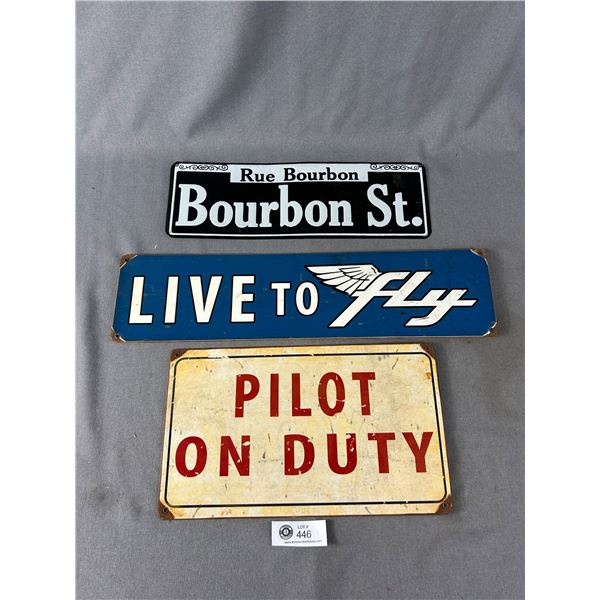 Rue Bourbon
Bourbon St.
LIVE TO fly
PILOT
ON DUTY
LOT #
446